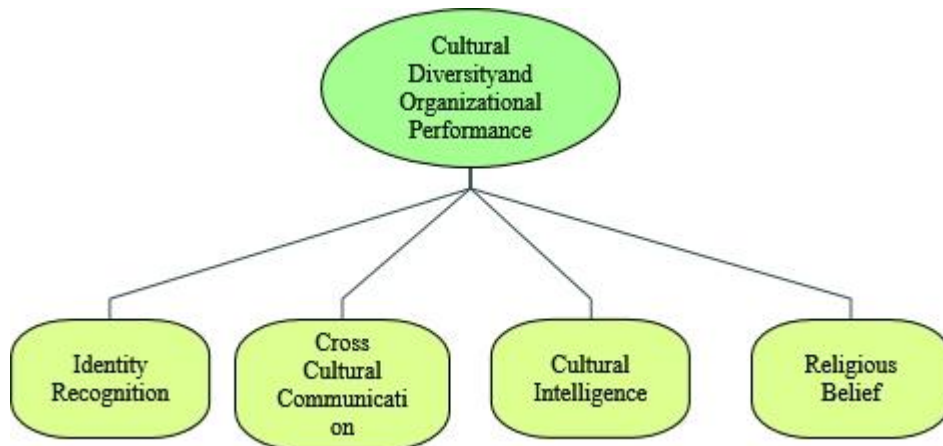 Cultural
Diversityand
Organizational
Performance
Identity
Recognition
Cross
Cultural
Communicati
on
Cultural
Intelligence
Religious
Belief